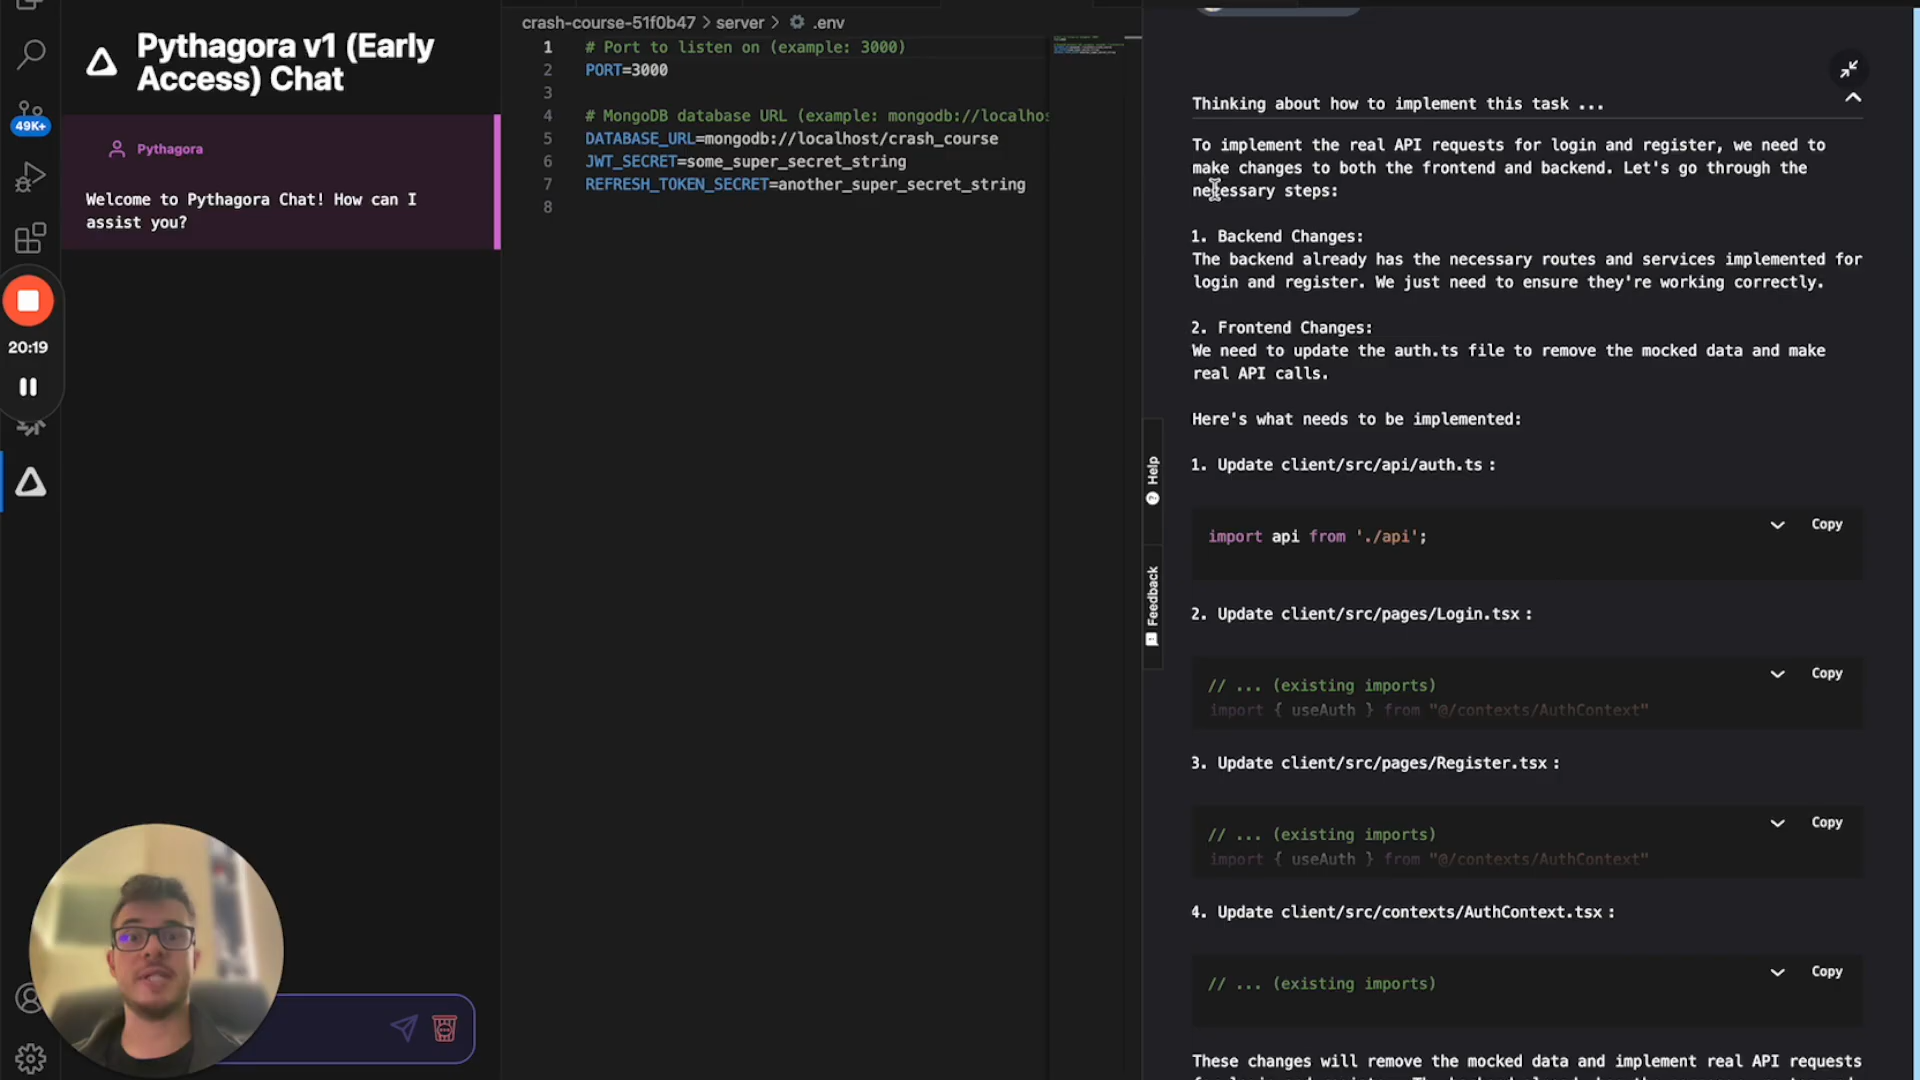 Pythagora v1 (Early
Access) Chat
Pythagora
Welcome to Pythagora Chat! How can I
assist you?
49K+
20:19
crash-course-51f0b47 > server > .env
1 # Port to listen on (example: 3000)
2 PORT=3000
3
4 # MongoDB database URL (example: mongodb://localhos
5 DATABASE_URL=mongodb://localhost/crash_course
6 JWT_SECRET=some_super_secret_string
7 REFRESH_TOKEN_SECRET=another_super_secret_string
8
Help
Feedback
Thinking about how to implement this task ...
To implement the real API requests for login and register, we need to
make changes to both the frontend and backend. Let's go through the
necessary steps:
1. Backend Changes:
The backend already has the necessary routes and services implemented for
login and register. We just need to ensure they're working correctly.
2. Frontend Changes:
We need to update the auth.ts file to remove the mocked data and make
real API calls.
Here's what needs to be implemented:
1. Update client/src/api/auth.ts :
Copy
import api from './api';
2. Update client/src/pages/Login.tsx :
Copy
// ... (existing imports)
import { useAuth } from "@/contexts/AuthContext"
3. Update client/src/pages/Register.tsx :
Copy
// ... (existing imports)
import { useAuth } from "@/contexts/AuthContext"
4. Update client/src/contexts/AuthContext.tsx :
Copy
// ... (existing imports)
These changes will remove the mocked data and implement real API requests